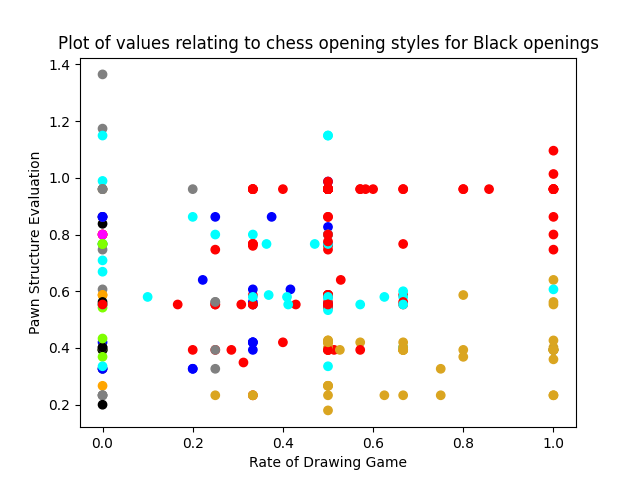 Plot of values relating to chess opening styles for Black openings
1.4
1.2
1.0
0.8
0.6
0.4
0.2
Pawn Structure Evaluation
0.0 0.2 0.4 0.6 0.8 1.0
Rate of Drawing Game